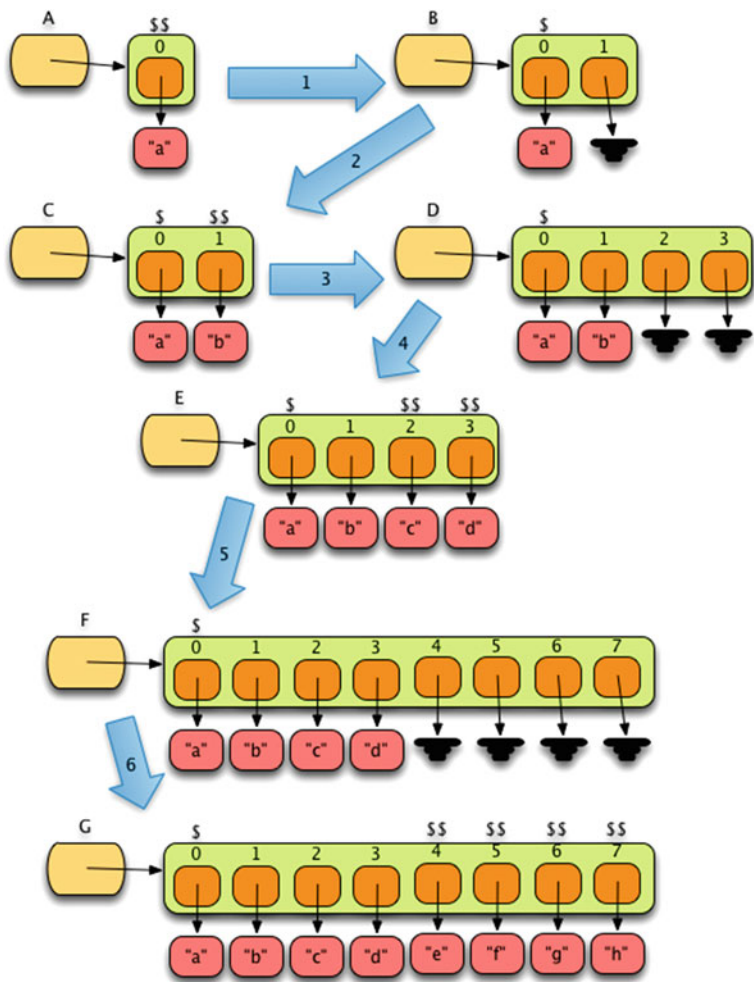 A $$ B $
0 0 1
1
"a" "a"
2
C $ $$ D $
0 1 0 1 2 3
3
"a" "b" "a" "b"
4
E $ $$ $$
0 1 2 3
"a" "b" "c" "d"
5
F $
0 1 2 3 4 5 6 7
"a" "b" "c" "d"
6
G $ $$ $$ $$ $$
0 1 2 3 4 5 6 7
"a" "b" "c" "d" "e" "f" "g" "h"